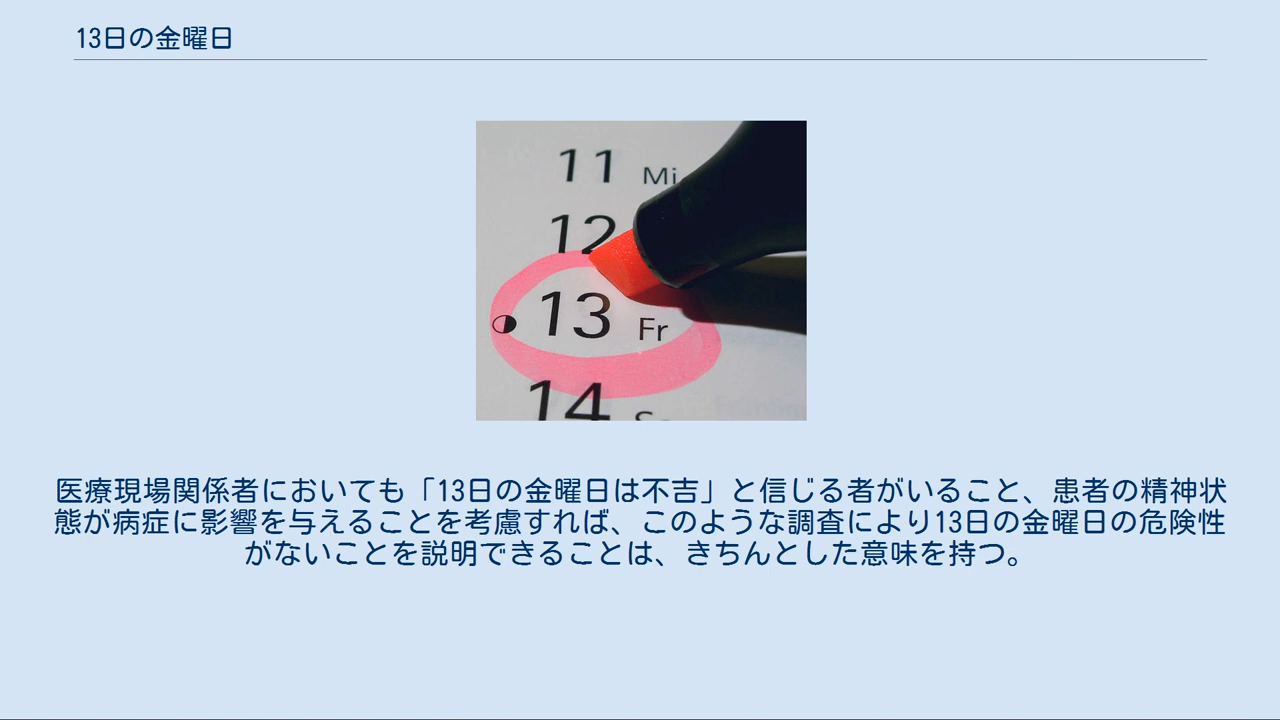 13日の金曜日
11 Mi
12
13 Fr
14
医療現場関係者においても「13日の金曜日は不吉」と信じる者がいること、患者の精神状
態が病症に影響を与えることを考慮すれば、このような調査により13日の金曜日の危険性
がないことを説明できることは、きちんとした意味を持つ。